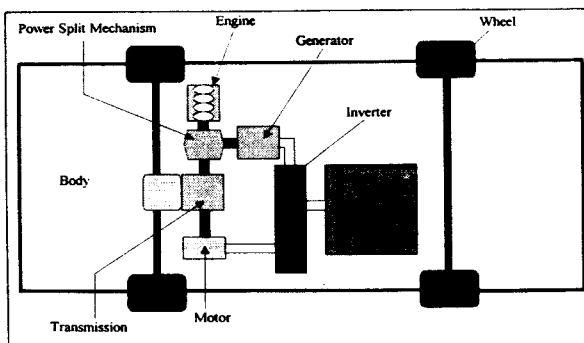 Power Split Mechanism
Engine
Generator
Wheel
Inverter
Body
Transmission
Motor